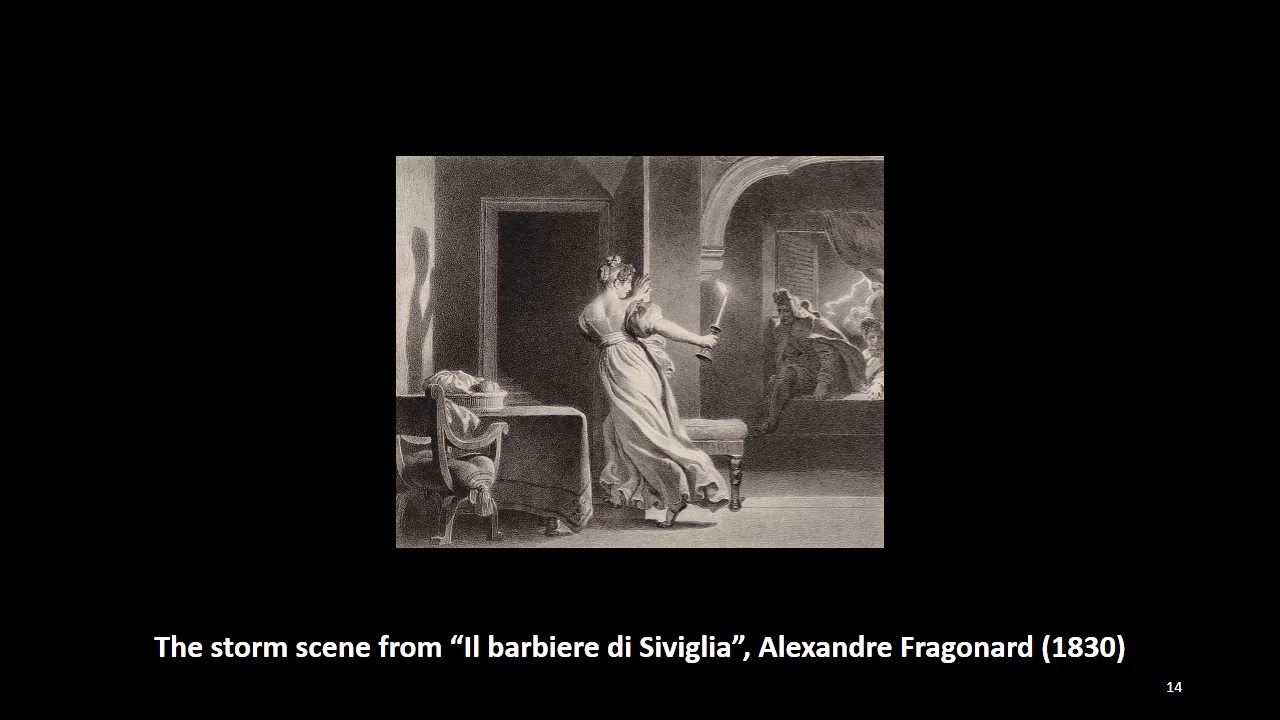 The storm scene from “Il barbiere di Siviglia”, Alexandre Fragonard (1830)
14